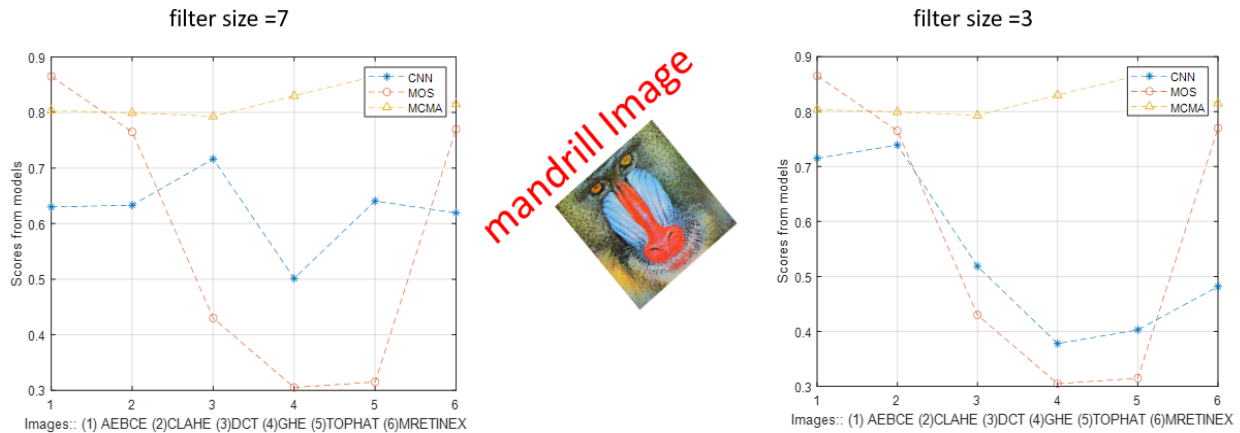 filter size =7
0.9
0.8
0.7
0.6
0.5
0.4
0.3
Scores from models
CNN
MOS
MCMA
1 2 3 4 5 6
Images:: (1) AEBCE (2)CLAHE (3)DCT (4)GHE (5)TOPHAT (6)MRETINEX
mandrill Image
filter size =3
0.9
0.8
0.7
0.6
0.5
0.4
0.3
Scores from models
CNN
MOS
MCMA
1 2 3 4 5 6
Images:: (1) AEBCE (2)CLAHE (3)DCT (4)GHE (5)TOPHAT (6)MRETINEX